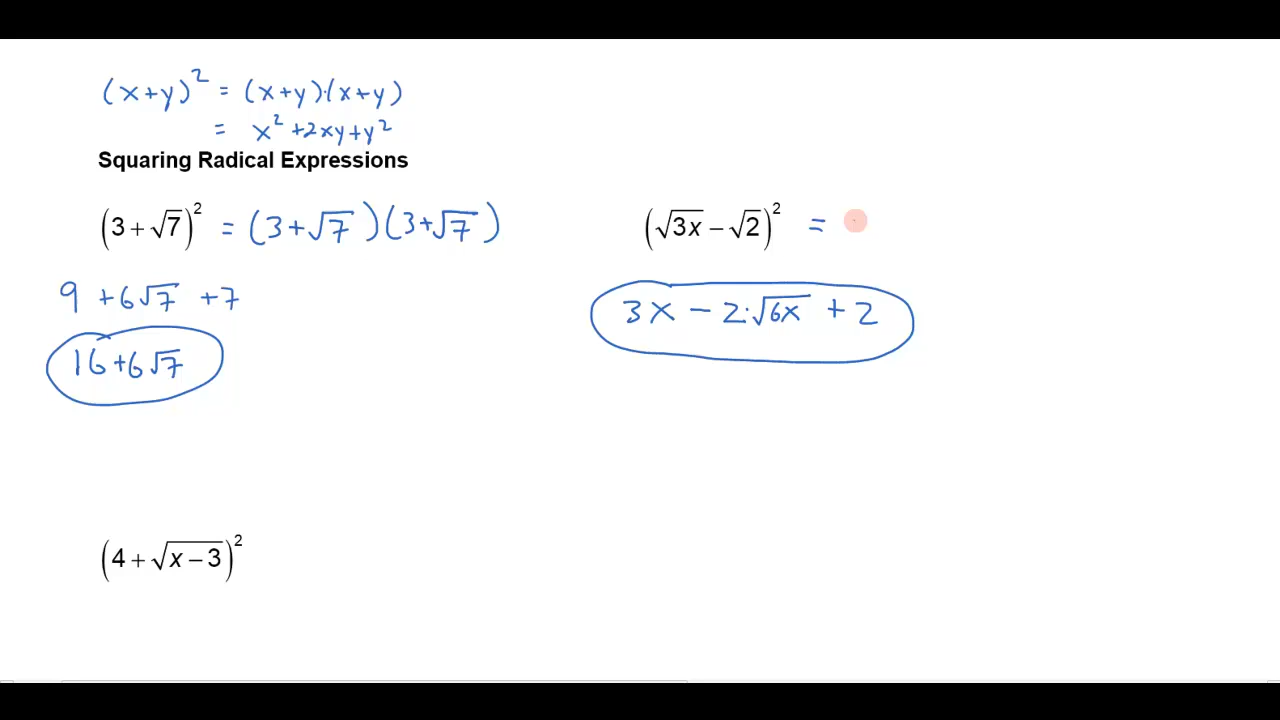 (x+y)² = (x+y)·(x+y)
= x² +2xy+y²
Squaring Radical Expressions
(3 + √7)² = (3+√7)(3+√7)
9 +6√7 +7
16+6√7
(√3x − √2)² =
3x − 2·√6x + 2
(4 + √x − 3)²